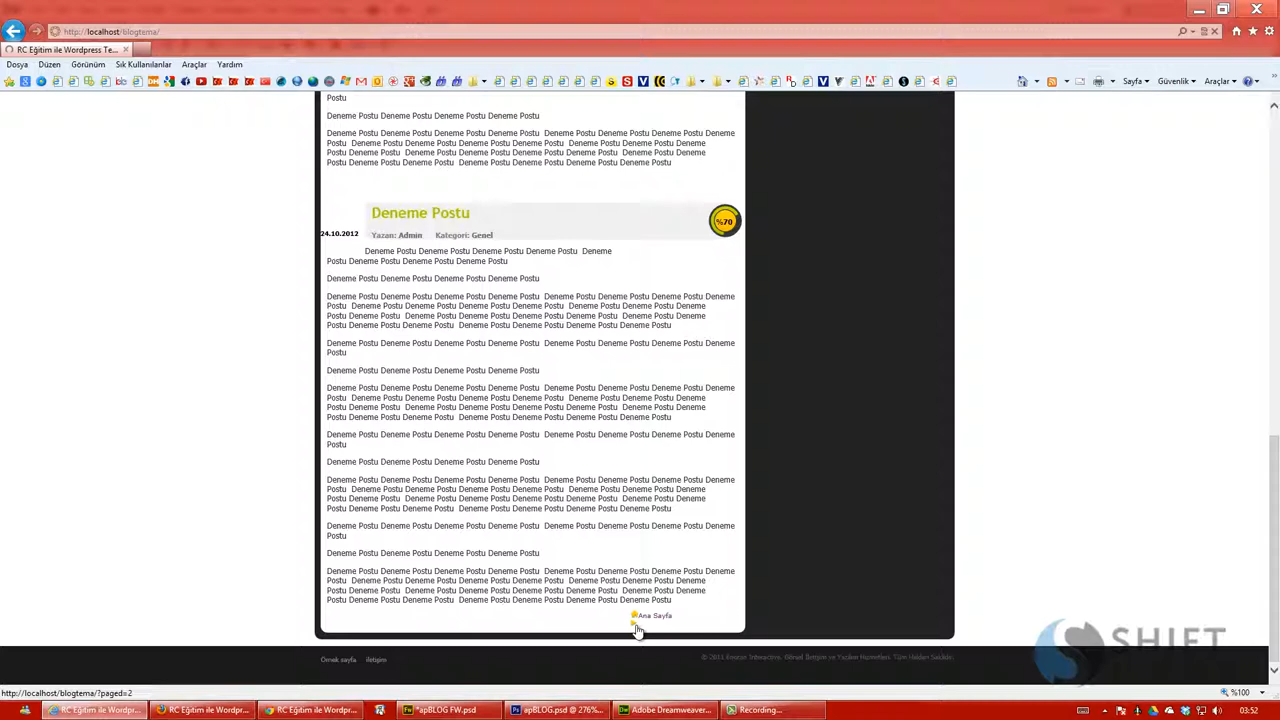 http://localhost/blogtema/
RC Eğitim ile Wordpress Te...
Dosya Düzen Görünüm Sık Kullanılanlar Araçlar Yardım
Sayfa Güvenlik Araçlar
Postu
Deneme Postu Deneme Postu Deneme Postu Deneme Postu
Deneme Postu Deneme Postu Deneme Postu Deneme Postu Deneme Postu Deneme Postu Deneme Postu Deneme
Postu Deneme Postu Deneme Postu Deneme Postu Deneme Postu Deneme Postu Deneme Postu Deneme
Postu Deneme Postu Deneme Postu Deneme Postu Deneme Postu Deneme Postu Deneme Postu Deneme
Postu Deneme Postu Deneme Postu Deneme Postu Deneme Postu Deneme Postu Deneme Postu
Deneme Postu
%70
24.10.2012
Yazan: Admin Kategori: Genel
Deneme Postu Deneme Postu Deneme Postu Deneme Postu Deneme
Postu Deneme Postu Deneme Postu Deneme Postu
Deneme Postu Deneme Postu Deneme Postu Deneme Postu
Deneme Postu Deneme Postu Deneme Postu Deneme Postu Deneme Postu Deneme Postu Deneme Postu Deneme
Postu Deneme Postu Deneme Postu Deneme Postu Deneme Postu Deneme Postu Deneme
Postu Deneme Postu Deneme Postu Deneme Postu Deneme Postu Deneme Postu Deneme
Postu Deneme Postu Deneme Postu Deneme Postu Deneme Postu Deneme Postu Deneme Postu
Deneme Postu Deneme Postu Deneme Postu Deneme Postu Deneme Postu Deneme Postu Deneme Postu Deneme
Postu
Deneme Postu Deneme Postu Deneme Postu Deneme Postu
Deneme Postu Deneme Postu Deneme Postu Deneme Postu Deneme Postu Deneme Postu Deneme Postu Deneme
Postu Deneme Postu Deneme Postu Deneme Postu Deneme Postu Deneme Postu Deneme
Postu Deneme Postu Deneme Postu Deneme Postu Deneme Postu Deneme Postu Deneme
Postu Deneme Postu Deneme Postu Deneme Postu Deneme Postu Deneme Postu Deneme Postu
Deneme Postu Deneme Postu Deneme Postu Deneme Postu Deneme Postu Deneme Postu Deneme Postu Deneme
Postu
Deneme Postu Deneme Postu Deneme Postu Deneme Postu
Deneme Postu Deneme Postu Deneme Postu Deneme Postu Deneme Postu Deneme Postu Deneme Postu Deneme
Postu Deneme Postu Deneme Postu Deneme Postu Deneme Postu Deneme Postu Deneme
Postu Deneme Postu Deneme Postu Deneme Postu Deneme Postu Deneme Postu Deneme
Postu Deneme Postu Deneme Postu Deneme Postu Deneme Postu Deneme Postu Deneme Postu
Deneme Postu Deneme Postu Deneme Postu Deneme Postu Deneme Postu Deneme Postu Deneme Postu Deneme
Postu
Deneme Postu Deneme Postu Deneme Postu Deneme Postu
Deneme Postu Deneme Postu Deneme Postu Deneme Postu Deneme Postu Deneme Postu Deneme Postu Deneme
Postu Deneme Postu Deneme Postu Deneme Postu Deneme Postu Deneme Postu Deneme
Postu Deneme Postu Deneme Postu Deneme Postu Deneme Postu Deneme Postu Deneme
Postu Deneme Postu Deneme Postu Deneme Postu Deneme Postu Deneme Postu Deneme Postu
Ana Sayfa
Örnek sayfa iletişim
Interactive, Görsel İletişim ve Yazılım Hizmetleri. Tüm Hakları Saklıdır.
SHIFT
http://localhost/blogtema/?paged=2
%100
RC Eğitim ile Wordpr... RC Eğitim ile Wordpr... RC Eğitim ile Wordpr... *apBLOG FW.psd apBLOG.psd @ 276%... Adobe Dreamweaver... Recording...
03:52